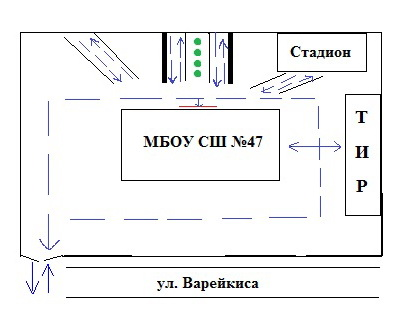 Стадион
МБОУ СШ №47
Т
И
Р
ул. Варейкиса